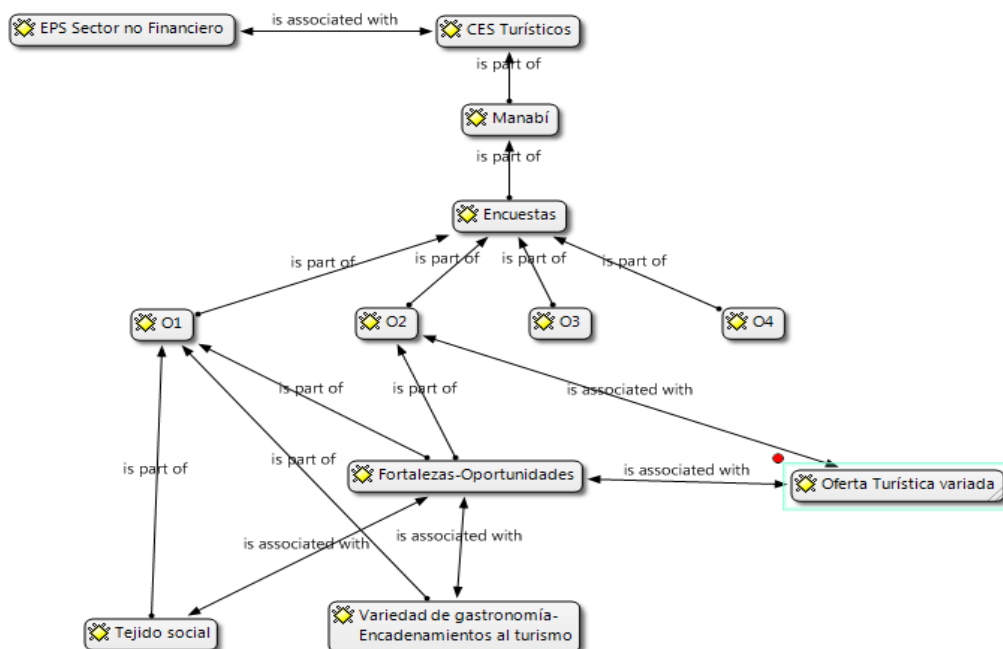 EPS Sector no Financiero
is associated with
CES Turísticos
is part of
Manabí
is part of
Encuestas
is part of
is part of
is part of
is part of
O1
O2
O3
O4
is part of
is part of
is associated with
is part of
is part of
Fortalezas-Oportunidades
is associated with
Oferta Turística variada
is associated with
is associated with
Tejido social
Variedad de gastronomía-
Encadenamientos al turismo